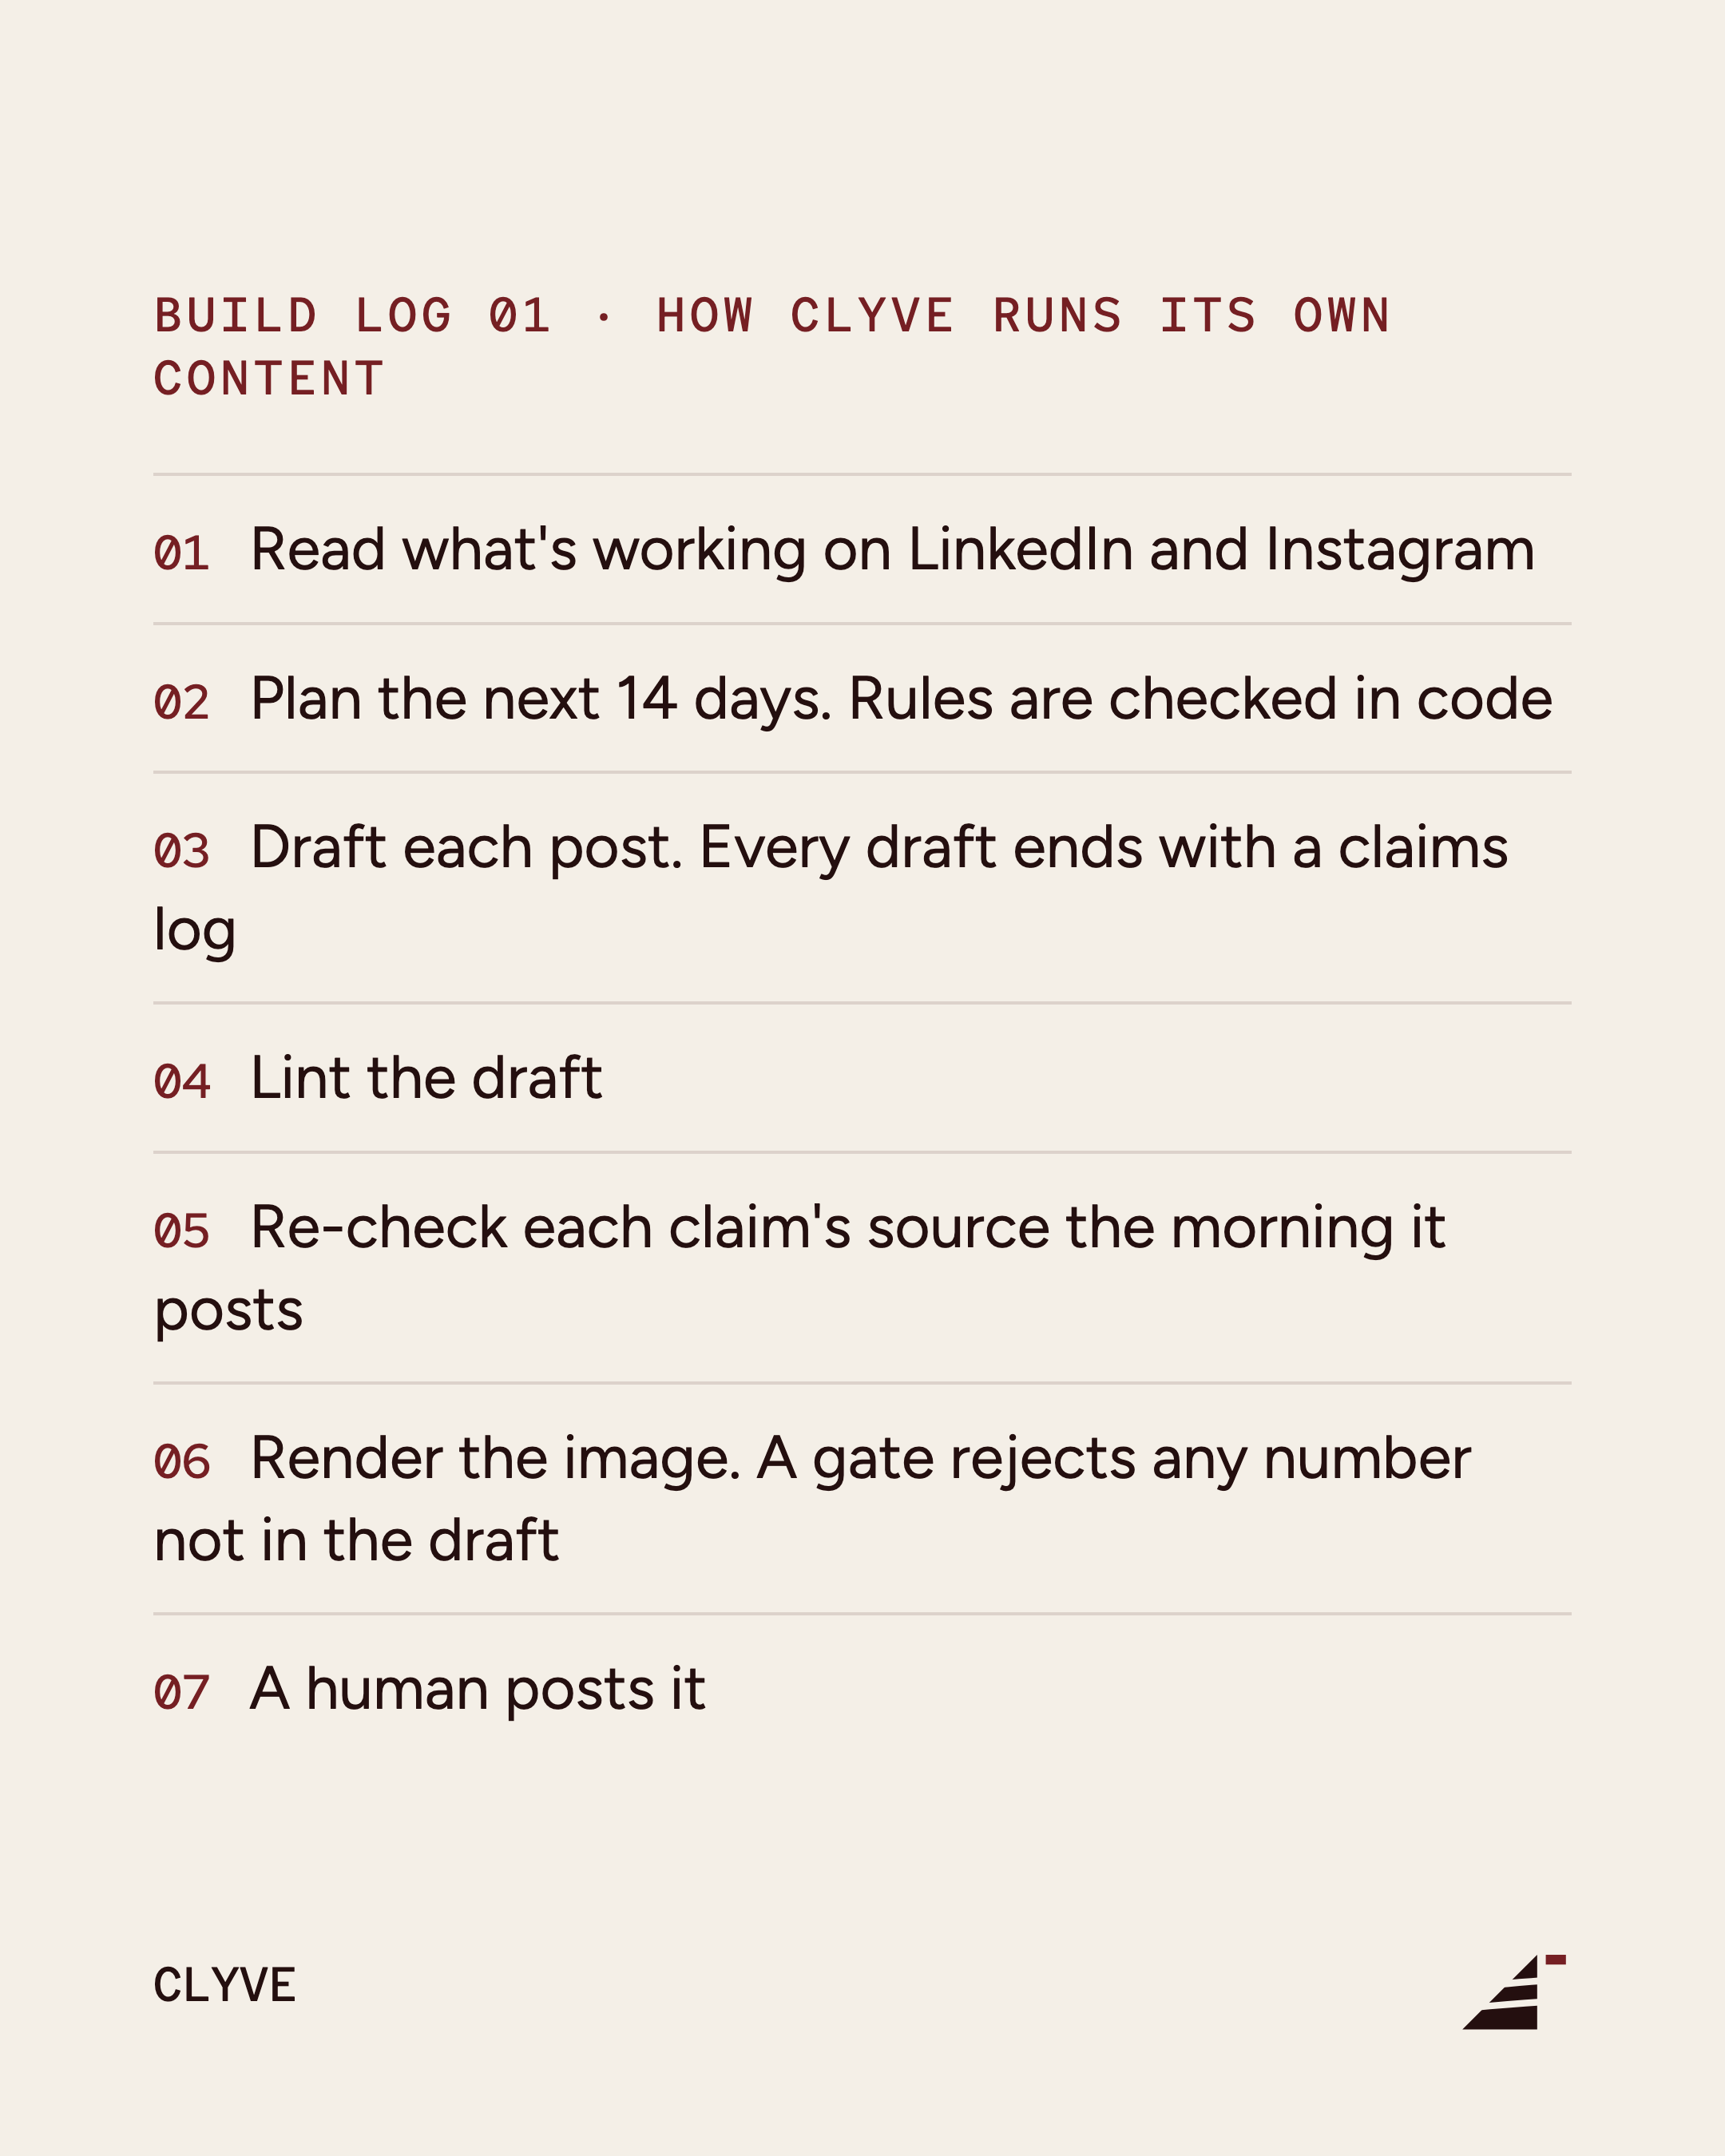 BUILD LOG 01 · HOW CLYVE RUNS ITS OWN
CONTENT
01 Read what's working on LinkedIn and Instagram
02 Plan the next 14 days. Rules are checked in code
03 Draft each post. Every draft ends with a claims
log
04 Lint the draft
05 Re-check each claim's source the morning it
posts
06 Render the image. A gate rejects any number
not in the draft
07 A human posts it
CLYVE